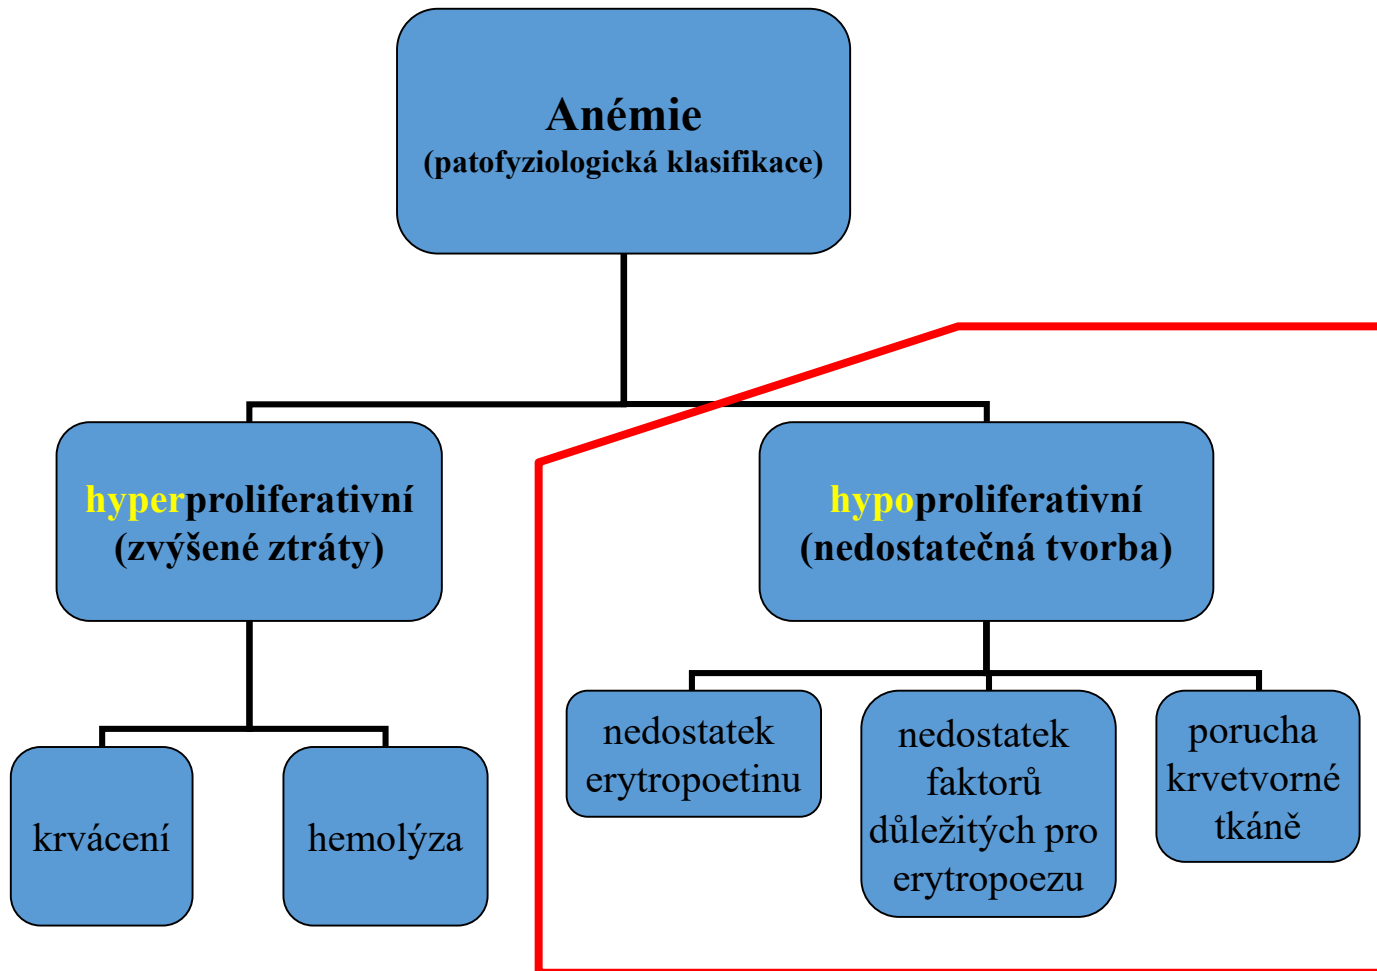 Anémie
(patofyziologická klasifikace)
hyperproliferativní
(zvýšené ztráty)
hypoproliferativní
(nedostatečná tvorba)
krvácení
hemolýza
nedostatek
erytropoetinu
nedostatek
faktorů
důležitých pro
erytropoezu
porucha
krvetvorné
tkáně